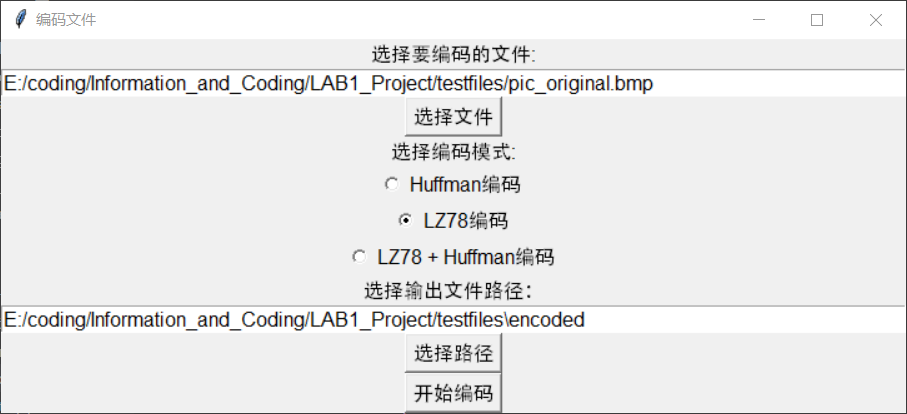 编码文件
选择要编码的文件:
E:/coding/Information_and_Coding/LAB1_Project/testfiles/pic_original.bmp
选择文件
选择编码模式:
Huffman编码
LZ78编码
LZ78 + Huffman编码
选择输出文件路径：
E:/coding/Information_and_Coding/LAB1_Project/testfiles\encoded
选择路径
开始编码